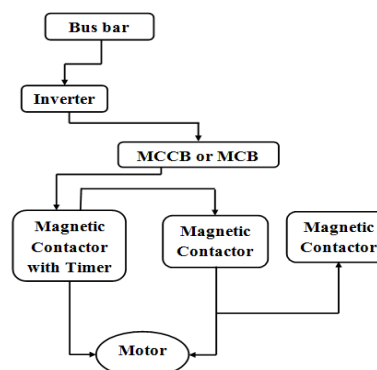 Bus bar
Inverter
MCCB or MCB
Magnetic
Contactor
with Timer
Magnetic
Contactor
Magnetic
Contactor
Motor